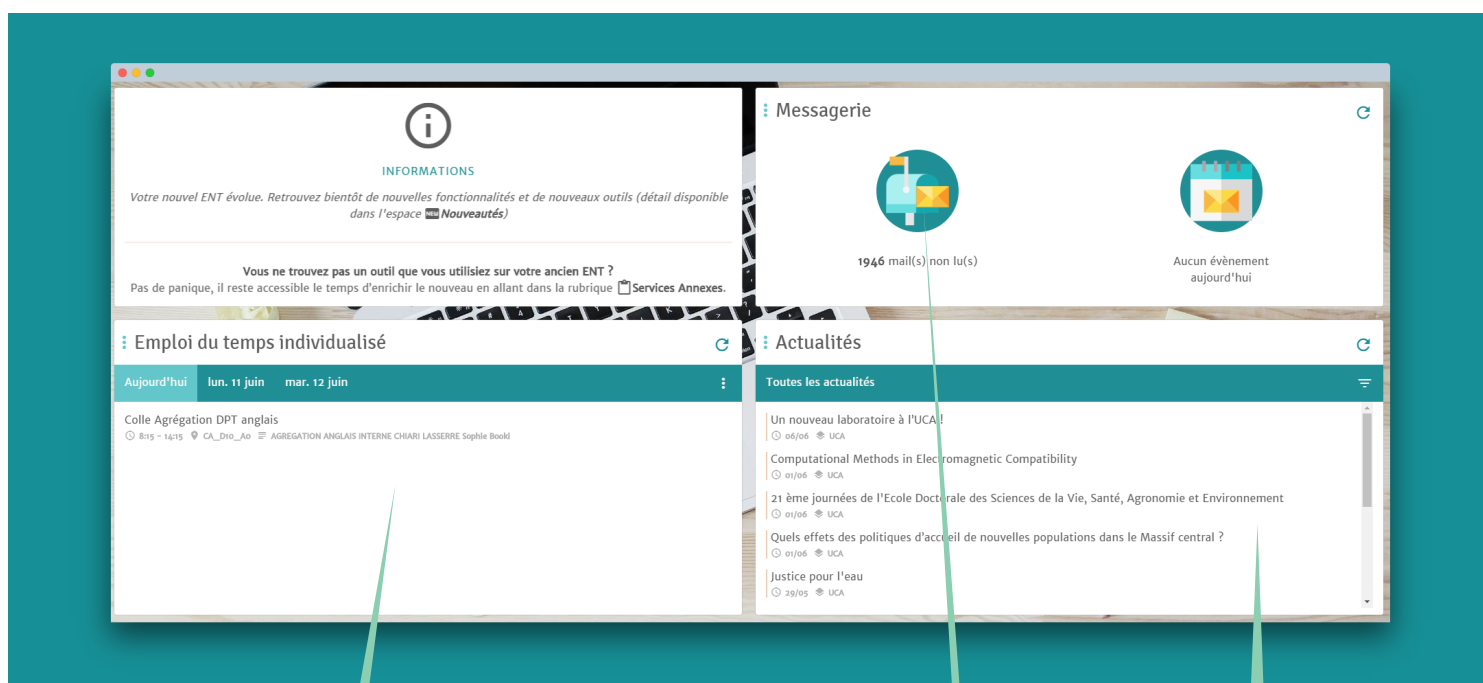 INFORMATIONS
Votre nouvel ENT évolue. Retrouvez bientôt de nouvelles fonctionnalités et de nouveaux outils (détail disponible
dans l'espace NEW Nouveautés)
Vous ne trouvez pas un outil que vous utilisiez sur votre ancien ENT ?
Pas de panique, il reste accessible le temps d'enrichir le nouveau en allant dans la rubrique Services Annexes.
Messagerie
1946 mail(s) non lu(s)
Aucun évènement
aujourd'hui
Emploi du temps individualisé
Aujourd'hui lun. 11 juin mar. 12 juin
Colle Agrégation DPT anglais
8:15 - 14:15 CA_D10_A0 AGREGATION ANGLAIS INTERNE CHIARI LASSERRE Sophie Bookl
Actualités
Toutes les actualités
Un nouveau laboratoire à l'UCA !
06/06 UCA
Computational Methods in Electromagnetic Compatibility
01/06 UCA
21 ème journées de l'Ecole Doctorale des Sciences de la Vie, Santé, Agronomie et Environnement
01/06 UCA
Quels effets des politiques d'accueil de nouvelles populations dans le Massif central ?
01/06 UCA
Justice pour l'eau
29/05 UCA